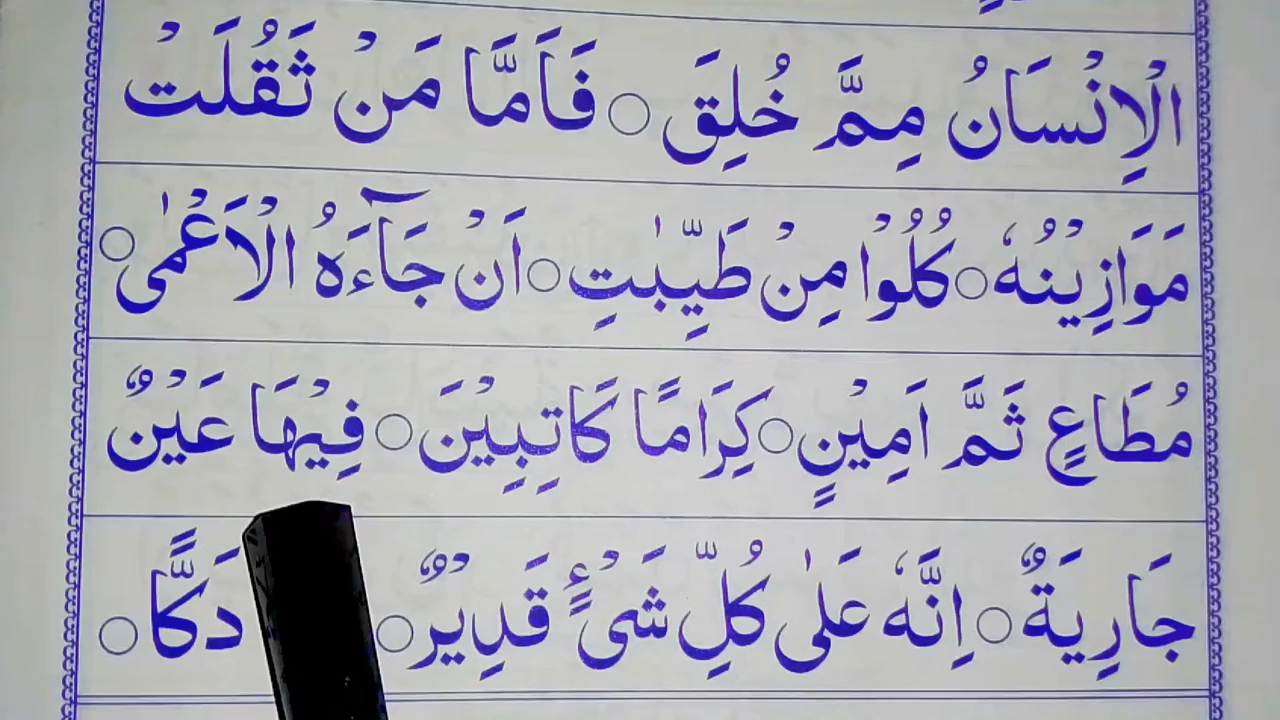 الْاِنْسَانُ مِمَّ خُلِقَ ○ فَاَمَّا مَنْ ثَقُلَتْ
مَوَازِيْنُهٗ ○ كُلُوْا مِنْ طَيِّبٰتِ ○ اَنْ جَآءَهُ الْاَعْمٰى ○
مُطَاعٍ ثَمَّ اَمِيْنٍ ○ كِرَامًا كَاتِبِيْنَ ○ فِيْهَا عَيْنٌ
جَارِيَةٌ ○ اِنَّهٗ عَلٰى كُلِّ شَىْءٍ قَدِيْرٌ ○ دَكًّا ○